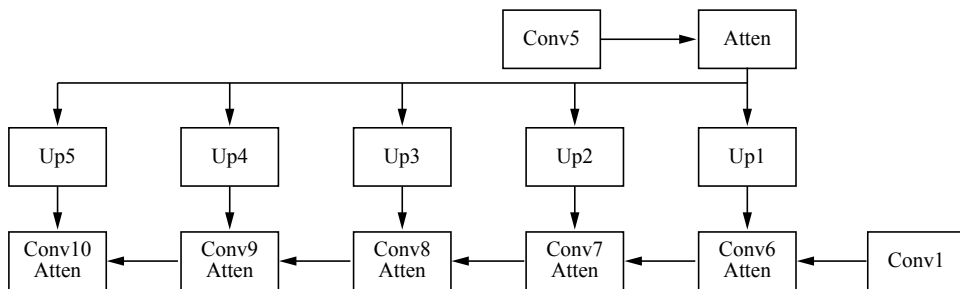 Conv5
Atten
Up5
Up4
Up3
Up2
Up1
Conv10
Atten
Conv9
Atten
Conv8
Atten
Conv7
Atten
Conv6
Atten
Conv1